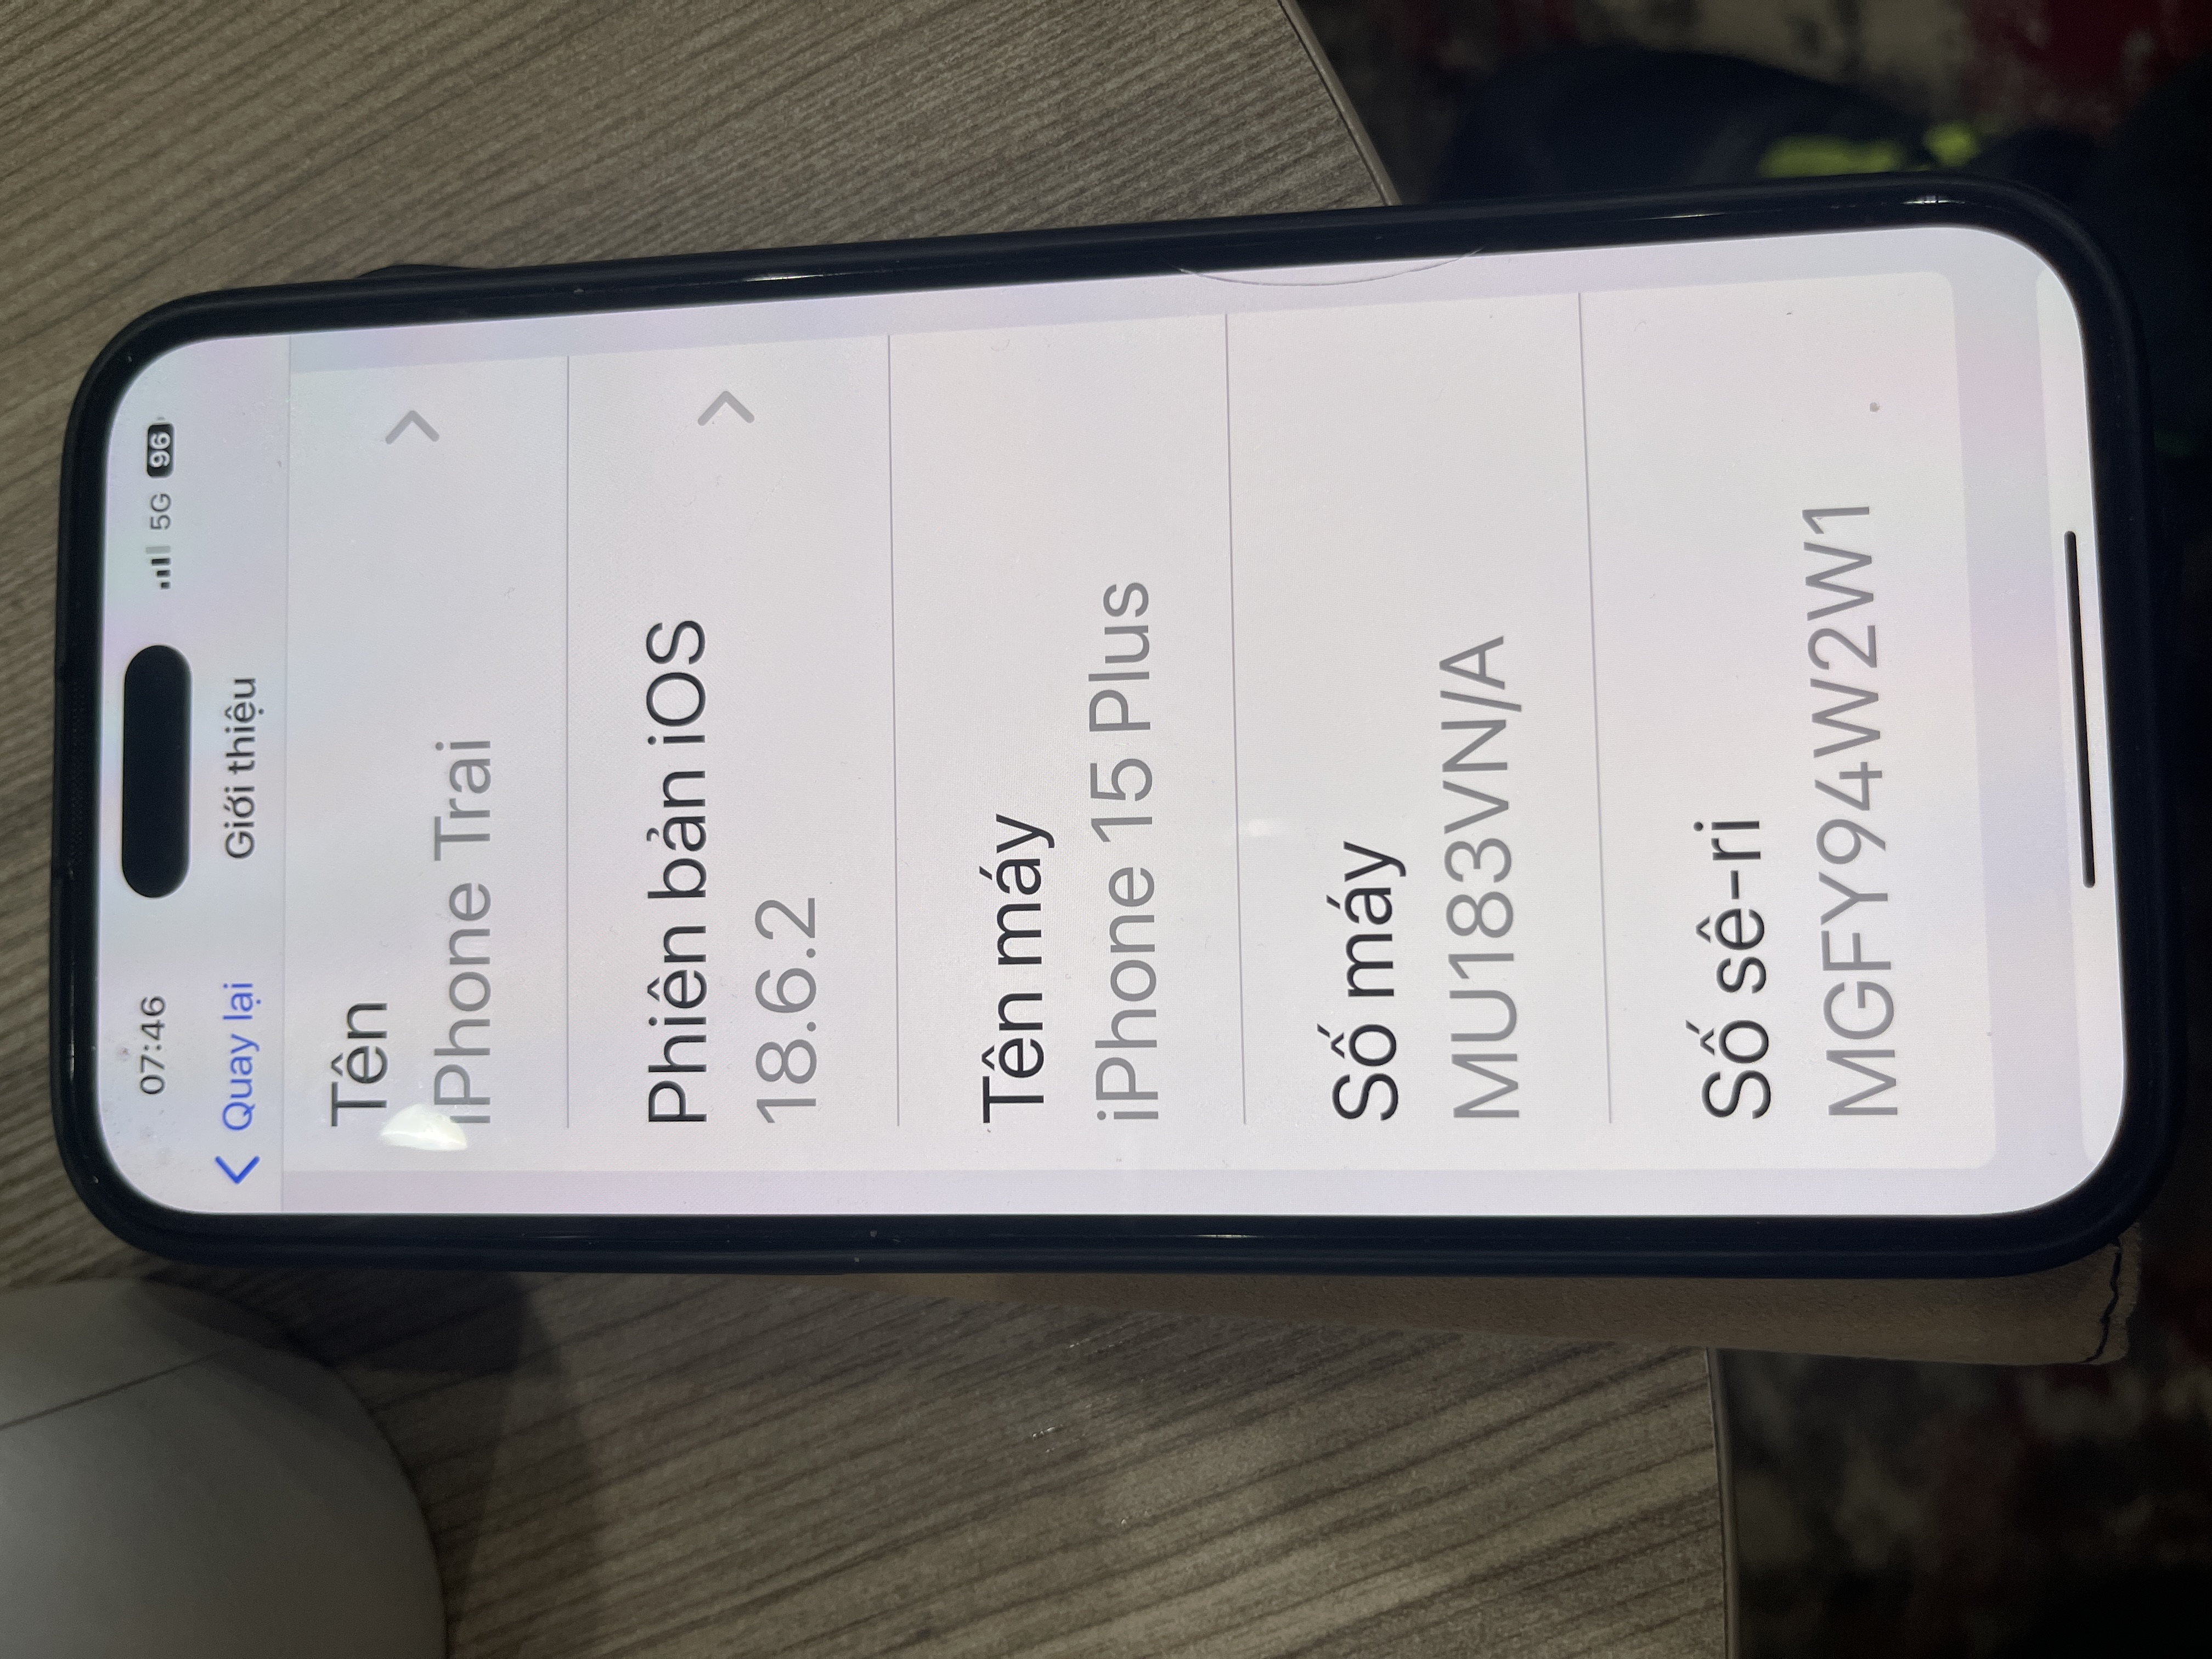 07:46 5G 96
Quay lại Giới thiệu
Tên
iPhone Trai
Phiên bản iOS
18.6.2
Tên máy
iPhone 15 Plus
Số máy
MU183VN/A
Số sê-ri
MGFY94W2W1